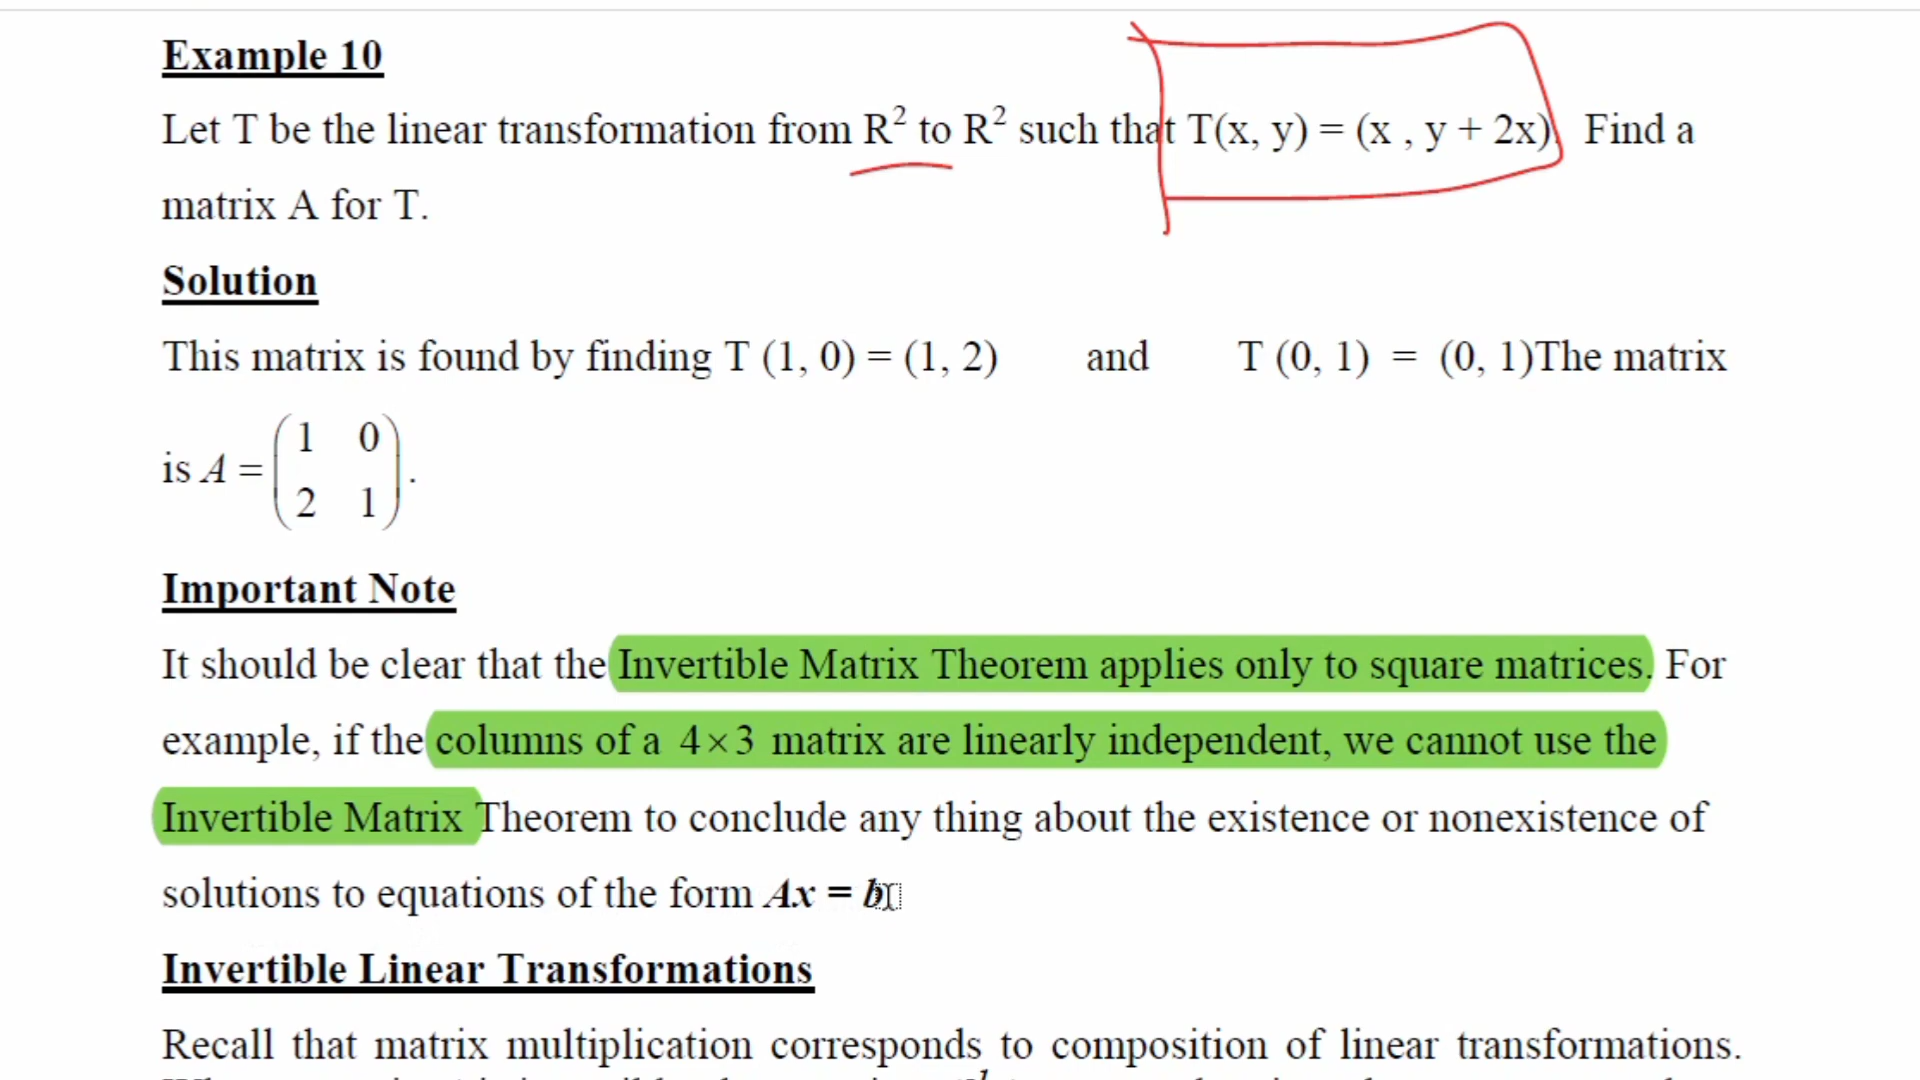 Example 10
Let T be the linear transformation from R² to R² such that T(x, y) = (x , y + 2x). Find a
matrix A for T.
Solution
This matrix is found by finding T (1, 0) = (1, 2) and T (0, 1) = (0, 1)The matrix
is A = (1 0
2 1).
Important Note
It should be clear that the Invertible Matrix Theorem applies only to square matrices. For
example, if the columns of a 4×3 matrix are linearly independent, we cannot use the
Invertible Matrix Theorem to conclude any thing about the existence or nonexistence of
solutions to equations of the form Ax = b
Invertible Linear Transformations
Recall that matrix multiplication corresponds to composition of linear transformations.